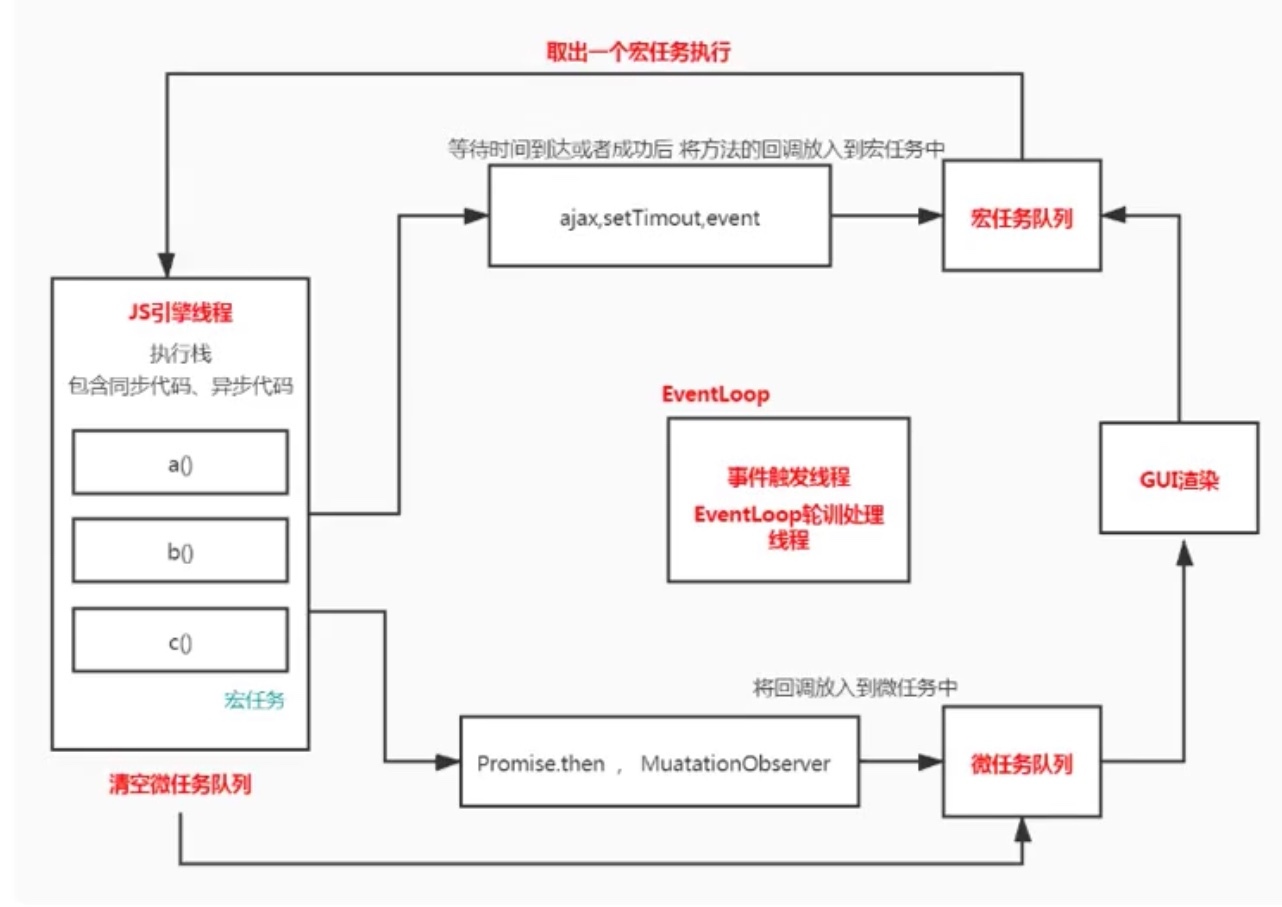 取出一个宏任务执行
等待时间到达或者成功后 将方法的回调放入到宏任务中
ajax,setTimout,event
宏任务队列
JS引擎线程
执行栈
包含同步代码、异步代码
a()
b()
c()
宏任务
EventLoop
事件触发线程
EventLoop轮训处理
线程
GUI渲染
将回调放入到微任务中
Promise.then , MuatationObserver
微任务队列
清空微任务队列